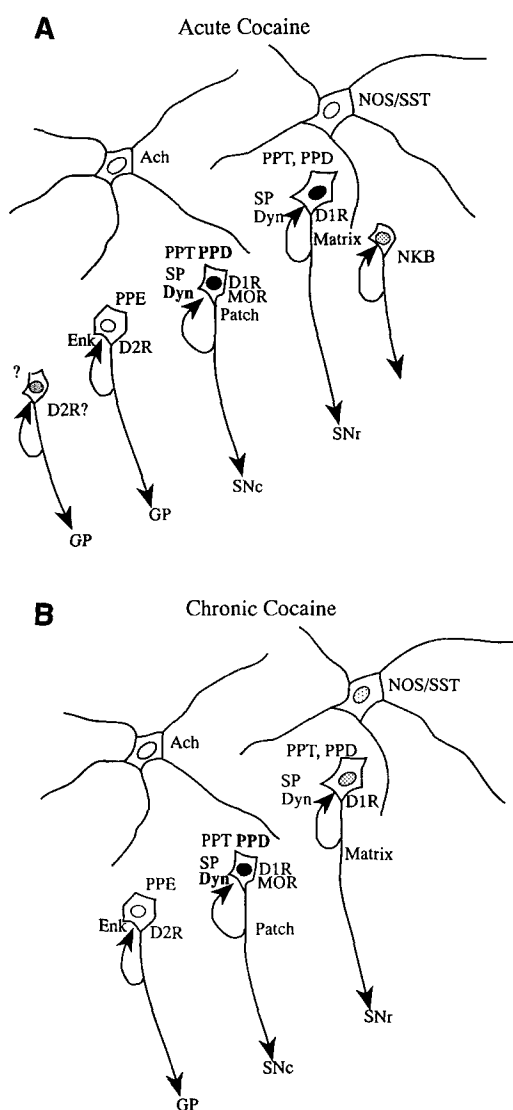 A
Acute Cocaine
Ach
NOS/SST
PPT, PPD
SP
Dyn
D1R
Matrix
NKB
PPT PPD
SP
Dyn
D1R
MOR
Patch
PPE
Enk
D2R
?
D2R?
SNr
SNc
GP
GP
B
Chronic Cocaine
NOS/SST
Ach
PPT, PPD
SP
Dyn
D1R
Matrix
PPT PPD
SP
Dyn
D1R
MOR
Patch
PPE
Enk
D2R
SNr
SNc
GP